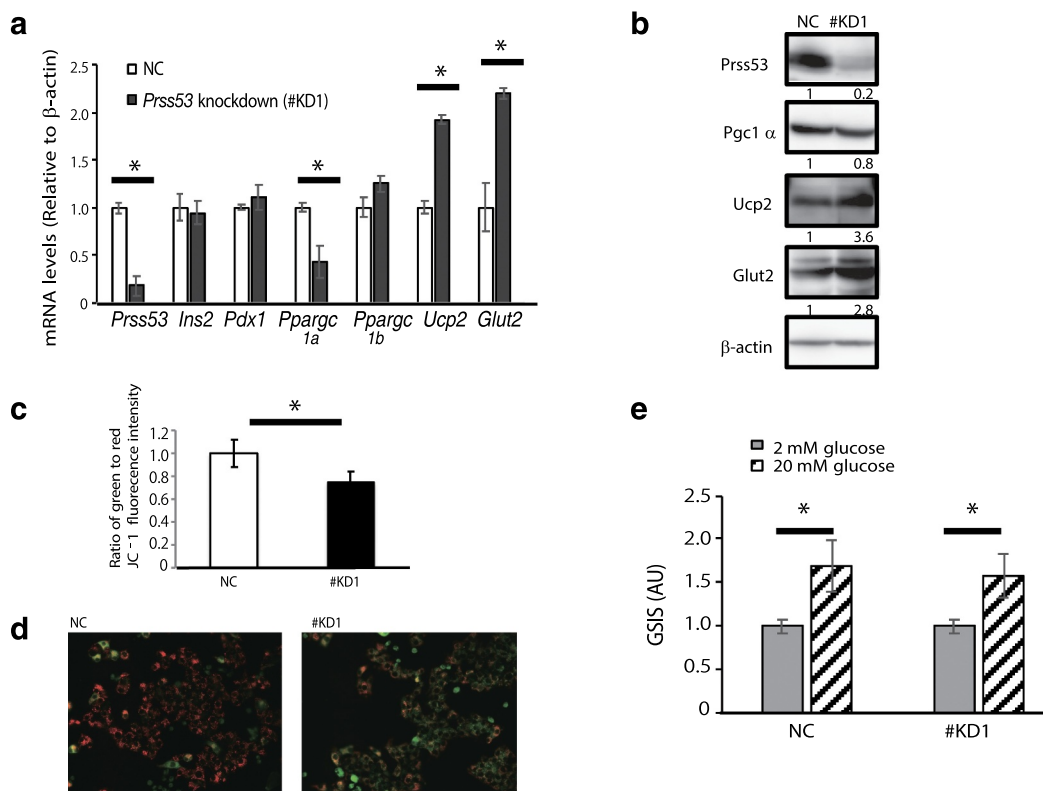 a
mRNA levels (Relative to β-actin)
2.5
2.0
1.5
1.0
0.5
0
NC
Prss53 knockdown (#KD1)
*
*
*
*
Prss53 Ins2 Pdx1 Ppargc 1a Ppargc 1b Ucp2 Glut2
b
NC #KD1
Prss53
1 0.2
Pgc1 α
1 0.8
Ucp2
1 3.6
Glut2
1 2.8
β-actin
c
Ratio of green to red
JC-1 fluorecence intensity
1.2
1.0
0.8
0.6
0.4
0.2
0
*
NC #KD1
d
NC #KD1
e
2 mM glucose
20 mM glucose
GSIS (AU)
2.5
2.0
1.5
1.0
0.5
0
* *
NC #KD1